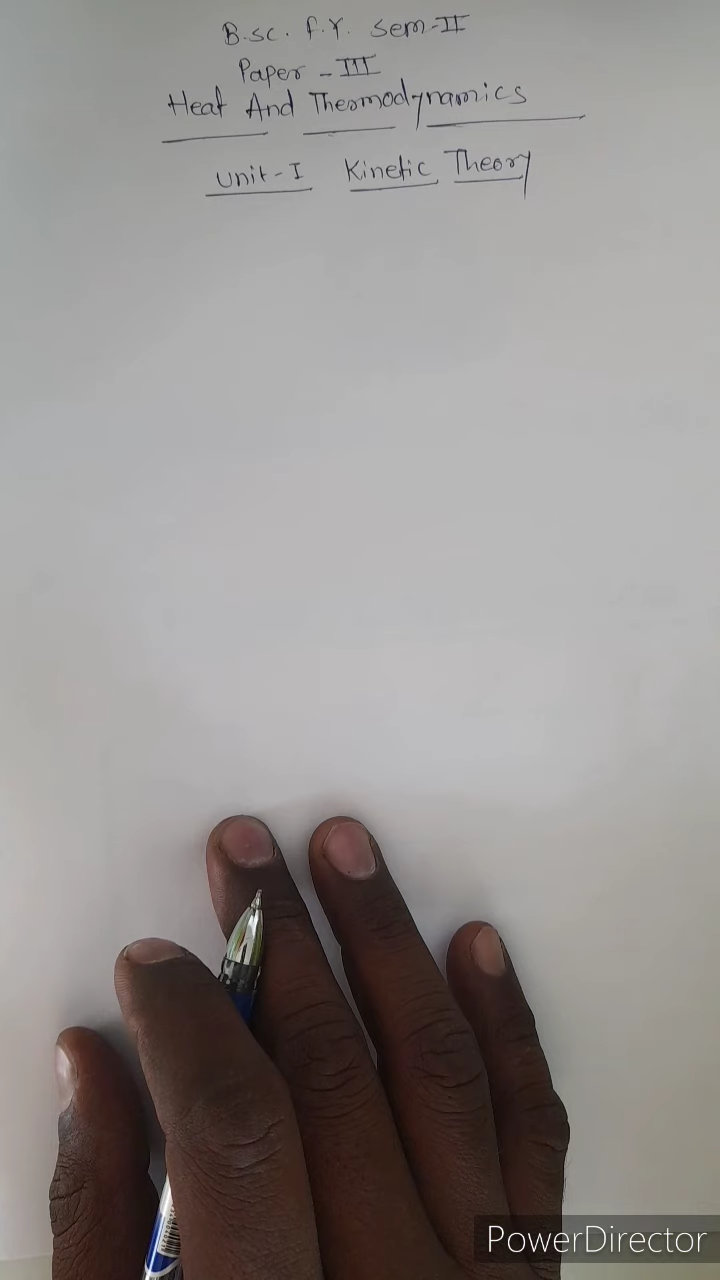 B.sc. F.Y. Sem-II
Paper - III
Heat And Thermodynamics
Unit-I Kinetic Theory
PowerDirector